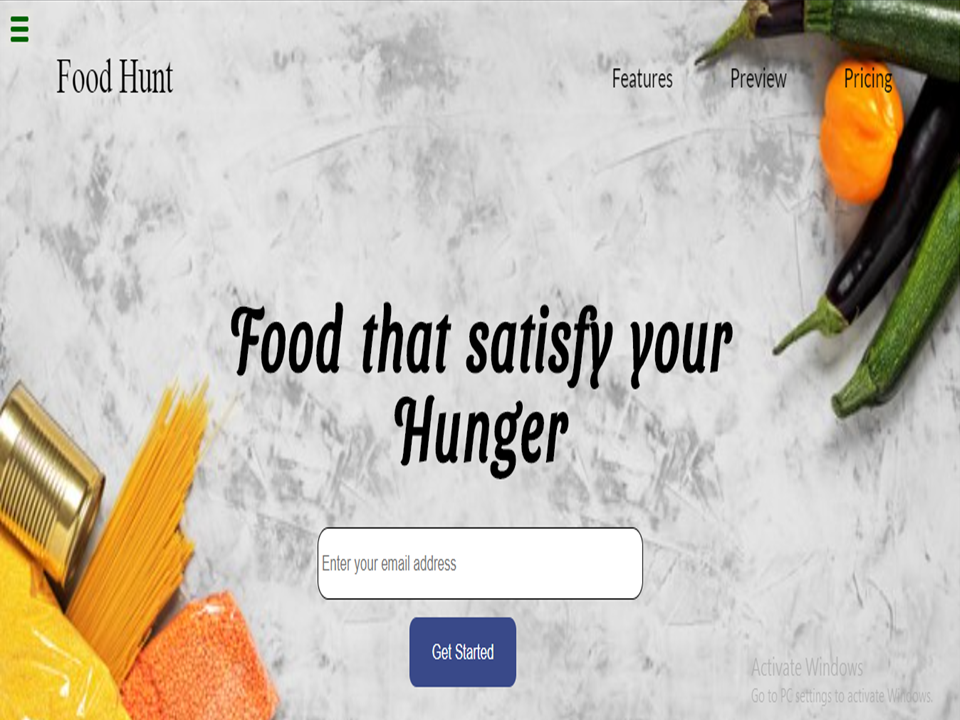 Food Hunt
Features Preview Pricing
Food that satisfy your
Hunger
Enter your email address
Get Started
Activate Windows
Go to PC settings to activate Windows.